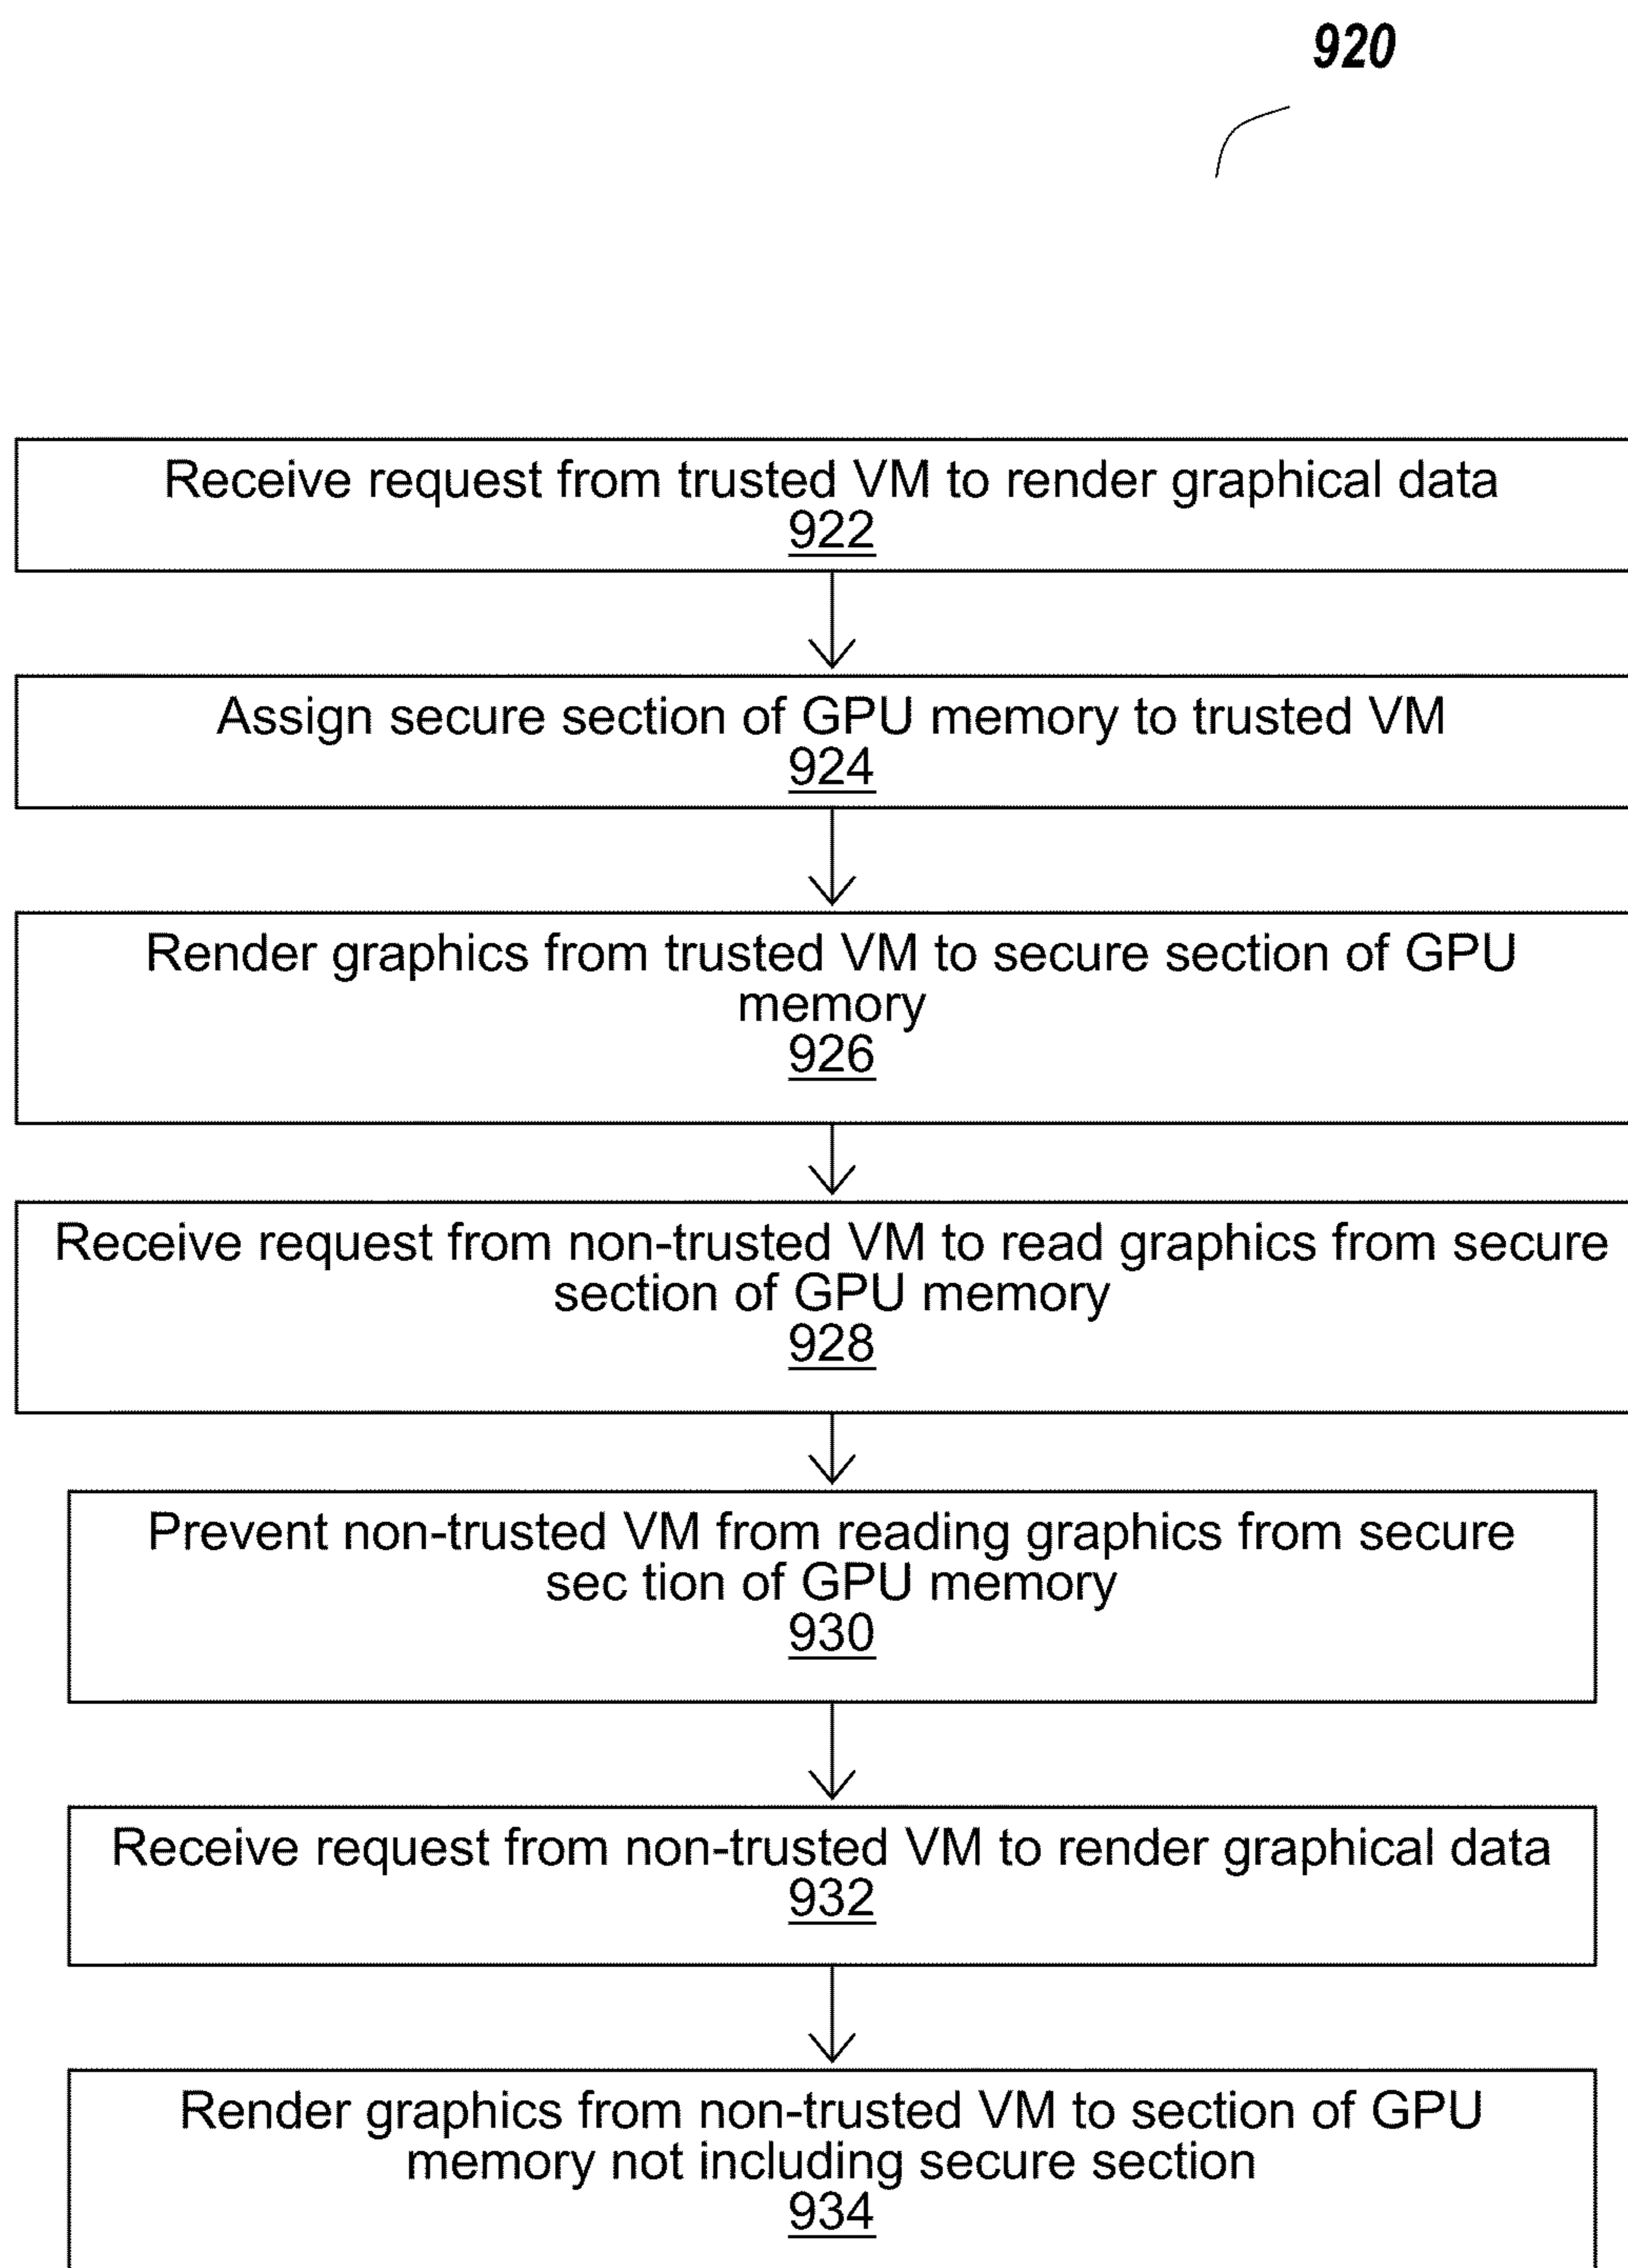 920
Receive request from trusted VM to render graphical data
922
Assign secure section of GPU memory to trusted VM
924
Render graphics from trusted VM to secure section of GPU
memory
926
Receive request from non-trusted VM to read graphics from secure
section of GPU memory
928
Prevent non-trusted VM from reading graphics from secure
sec tion of GPU memory
930
Receive request from non-trusted VM to render graphical data
932
Render graphics from non-trusted VM to section of GPU
memory not including secure section
934